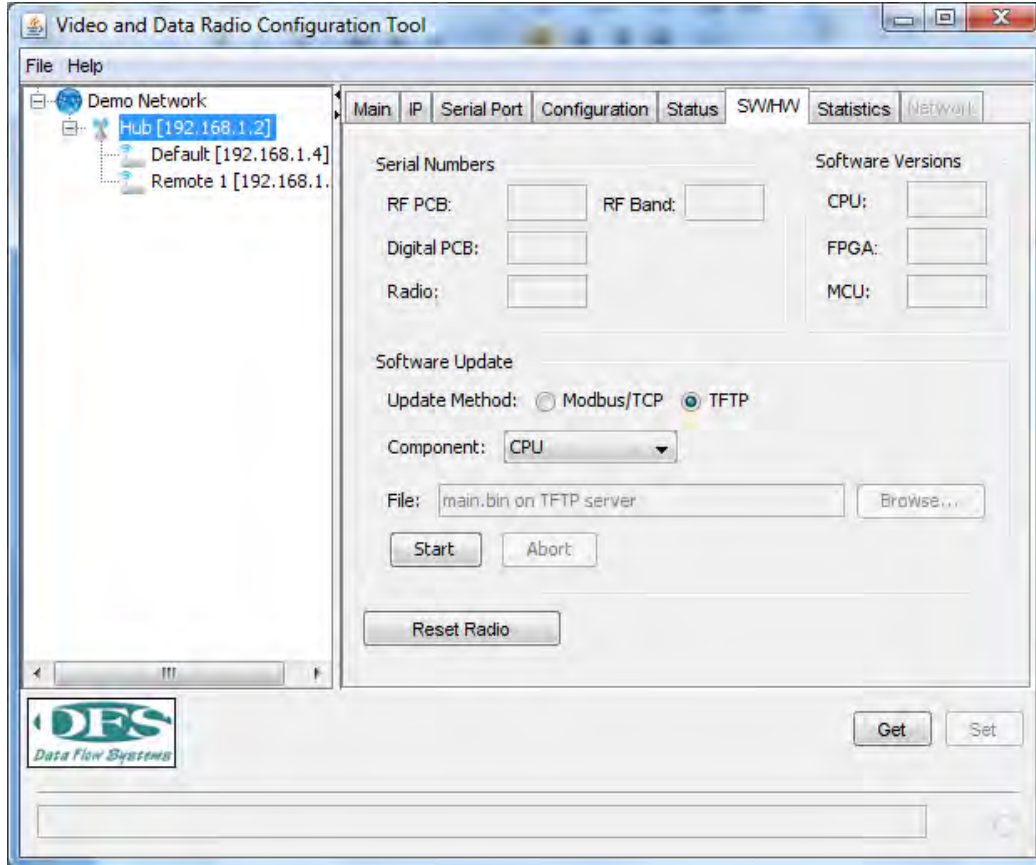 Video and Data Radio Configuration Tool
File Help
Demo Network
Hub [192.168.1.2]
Default [192.168.1.4]
Remote 1 [192.168.1.
Main IP Serial Port Configuration Status SW/HW Statistics Network
Serial Numbers
RF PCB:
RF Band:
Digital PCB:
Radio:
Software Versions
CPU:
FPGA:
MCU:
Software Update
Update Method: Modbus/TCP TFTP
Component: CPU
File: main.bin on TFTP server Browse...
Start Abort
Reset Radio
DFS
Data Flow Systems
Get Set